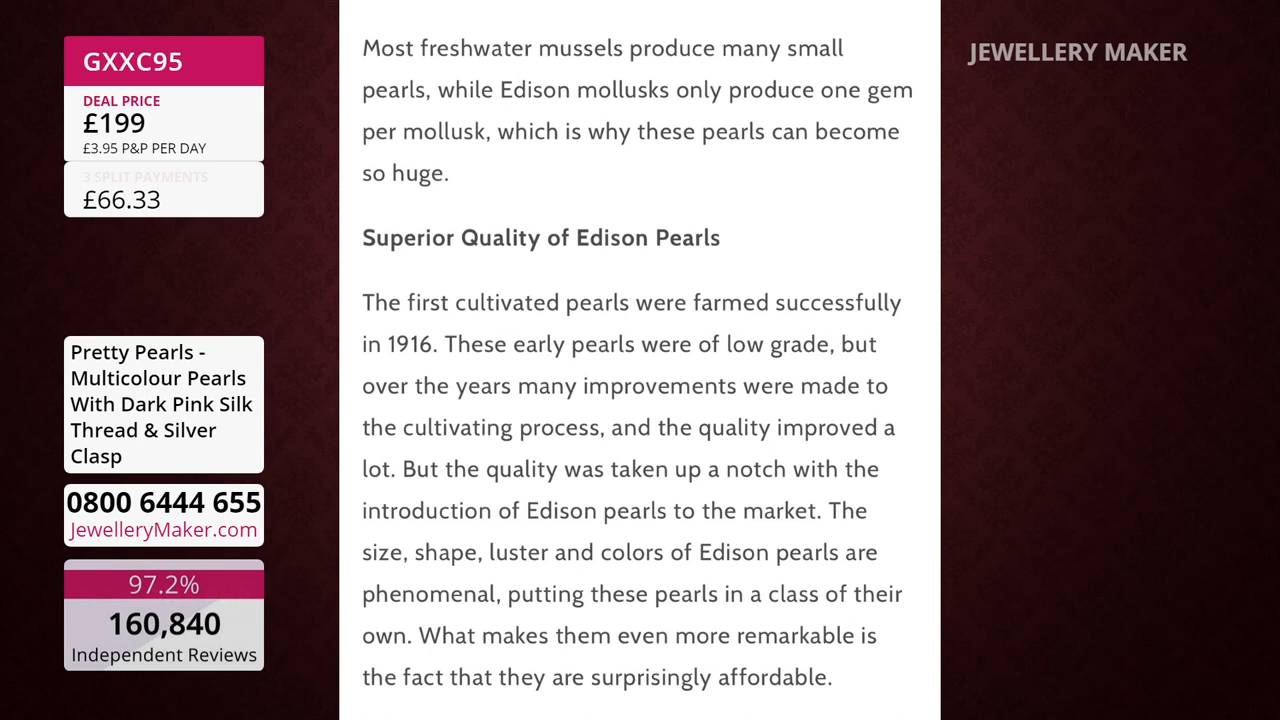 GXXC95
DEAL PRICE
£199
£3.95 P&P PER DAY
3 SPLIT PAYMENTS
£66.33
Pretty Pearls -
Multicolour Pearls
With Dark Pink Silk
Thread & Silver
Clasp
0800 6444 655
JewelleryMaker.com
97.2%
160,840
Independent Reviews
Most freshwater mussels produce many small
pearls, while Edison mollusks only produce one gem
per mollusk, which is why these pearls can become
so huge.
Superior Quality of Edison Pearls
The first cultivated pearls were farmed successfully
in 1916. These early pearls were of low grade, but
over the years many improvements were made to
the cultivating process, and the quality improved a
lot. But the quality was taken up a notch with the
introduction of Edison pearls to the market. The
size, shape, luster and colors of Edison pearls are
phenomenal, putting these pearls in a class of their
own. What makes them even more remarkable is
the fact that they are surprisingly affordable.
JEWELLERY MAKER